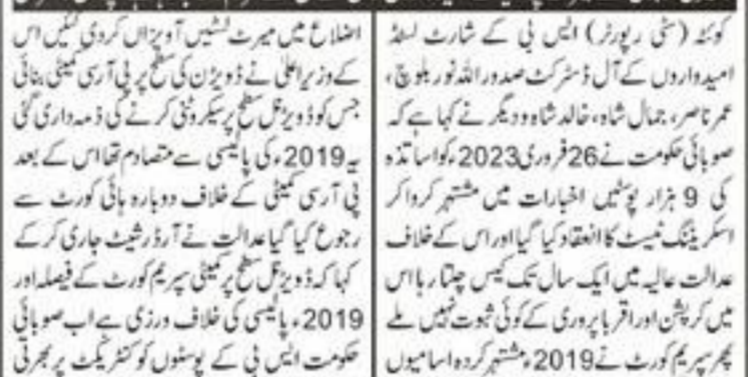 کوئٹہ (سٹی رپورٹر) ایس بی کے شارٹ لسٹڈ
امیدواروں کے آل ڈسٹرکٹ صدور اللہ نور بلوچ،
عمر ناصر، جمال شاہ، خالد شاہ و دیگر نے کہا ہے کہ
صوبائی حکومت نے 26 فروری 2023ء کو اساتذہ
کی 9 ہزار پوسٹیں اخبارات میں مشتہر کروا کر
اسکریننگ ٹیسٹ کا انعقاد کیا گیا اور اس کے خلاف
عدالت عالیہ میں ایک سال تک کیس چلتا رہا اس
میں کرپشن اور اقربا پروری کے کوئی ثبوت نہیں ملے
پھر سپریم کورٹ نے 2019ء مشتہر کردہ اسامیوں
اضلاع میں میرٹ لسٹیں آویزاں کر دی گئیں اس
کے وزیر اعلیٰ نے ڈویژن کی سطح پر پی آر سی کمیٹی بنائی
جس کو ڈویژنل سطح پر سیکروٹنی کرنے کی ذمہ داری گئی
یہ 2019ء کی پالیسی سے متصادم تھا اس کے بعد
پی آر سی کمیٹی کے خلاف دوبارہ ہائی کورٹ سے
رجوع کیا گیا عدالت نے آرڈر شیٹ جاری کر کے
کہا کہ ڈویژنل سطح پر کمیٹی سپریم کورٹ کے فیصلہ اور
2019ء پالیسی کی خلاف ورزی ہے اب صوبائی
حکومت ایس بی کے پوسٹوں کو کنٹریکٹ پر بھرتی